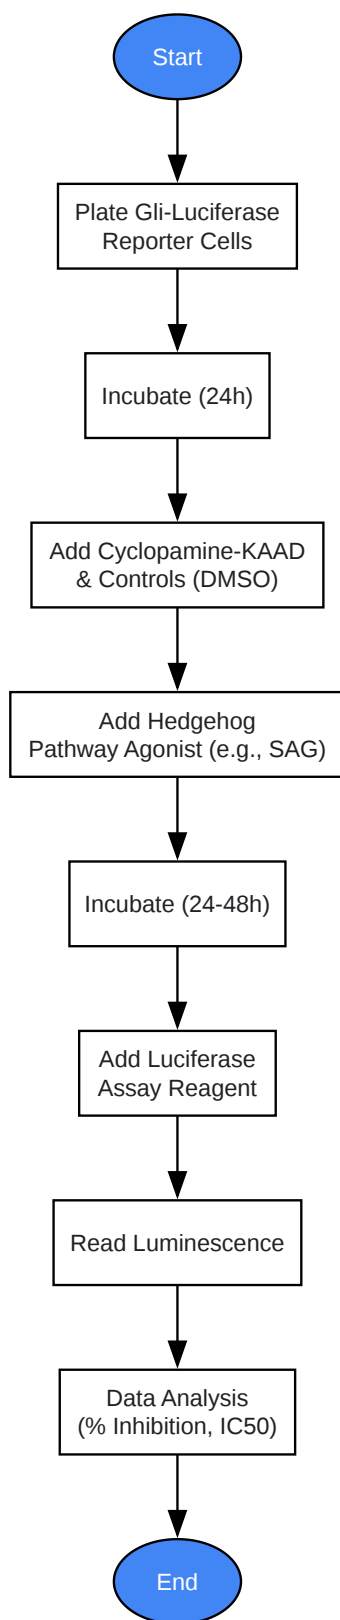 Start
Plate Gli-Luciferase
Reporter Cells
Incubate (24h)
Add Cyclopamine-KAAD
& Controls (DMSO)
Add Hedgehog
Pathway Agonist (e.g., SAG)
Incubate (24-48h)
Add Luciferase
Assay Reagent
Read Luminescence
Data Analysis
(% Inhibition, IC50)
End